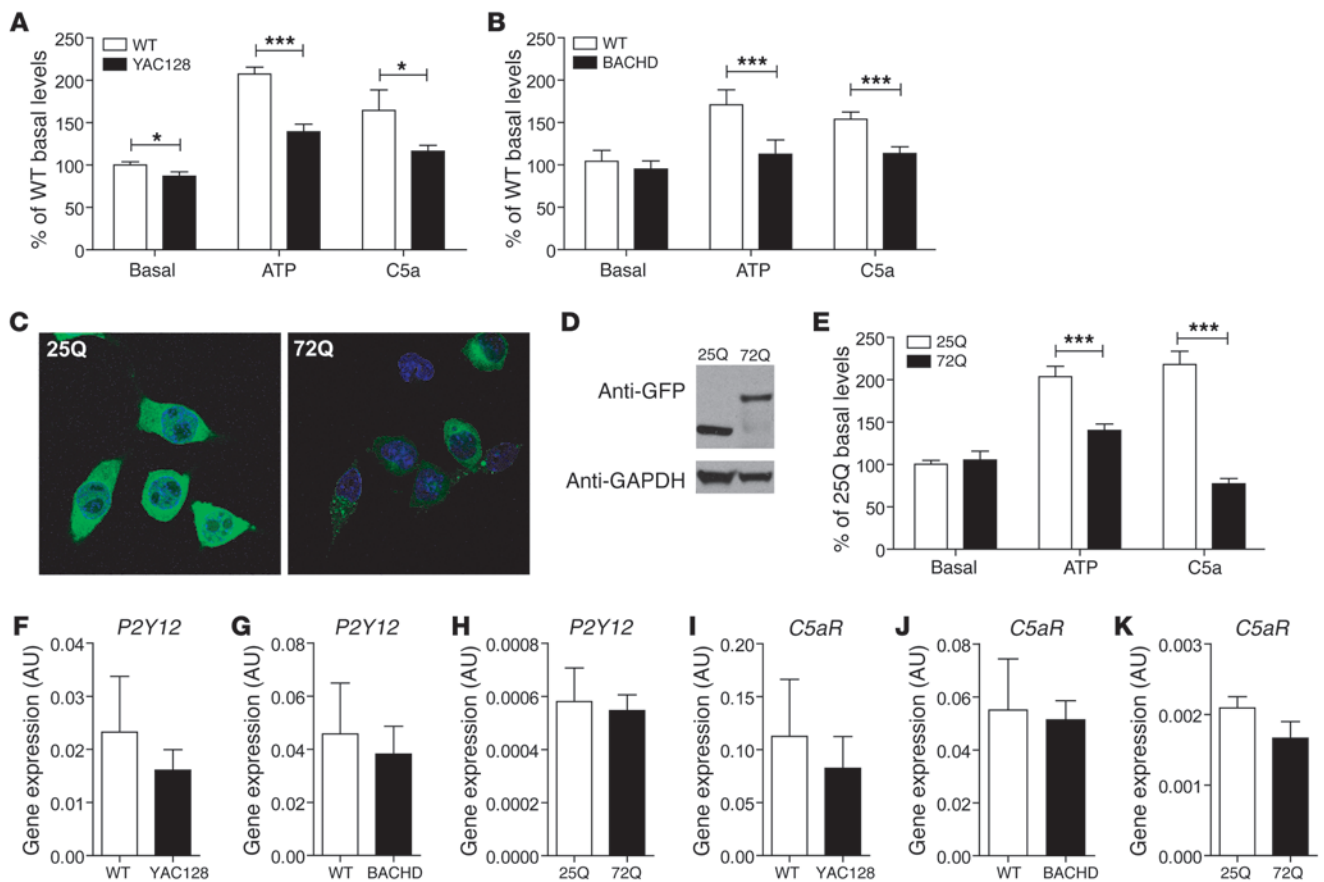 A
250
200
150
100
50
0
% of WT basal levels
WT
YAC128
*
***
*
Basal
ATP
C5a
B
250
200
150
100
50
0
% of WT basal levels
WT
BACHD
***
***
Basal
ATP
C5a
C
25Q
72Q
D
25Q 72Q
Anti-GFP
Anti-GAPDH
E
250
200
150
100
50
0
% of 25Q basal levels
25Q
72Q
***
***
Basal
ATP
C5a
F
P2Y12
Gene expression (AU)
0.04
0.03
0.02
0.01
0.00
WT YAC128
G
P2Y12
Gene expression (AU)
0.08
0.06
0.04
0.02
0.00
WT BACHD
H
P2Y12
Gene expression (AU)
0.0008
0.0006
0.0004
0.0002
0.0000
25Q 72Q
I
C5aR
Gene expression (AU)
0.20
0.15
0.10
0.05
0.00
WT YAC128
J
C5aR
Gene expression (AU)
0.08
0.06
0.04
0.02
0.00
WT BACHD
K
C5aR
Gene expression (AU)
0.003
0.002
0.001
0.000
25Q 72Q